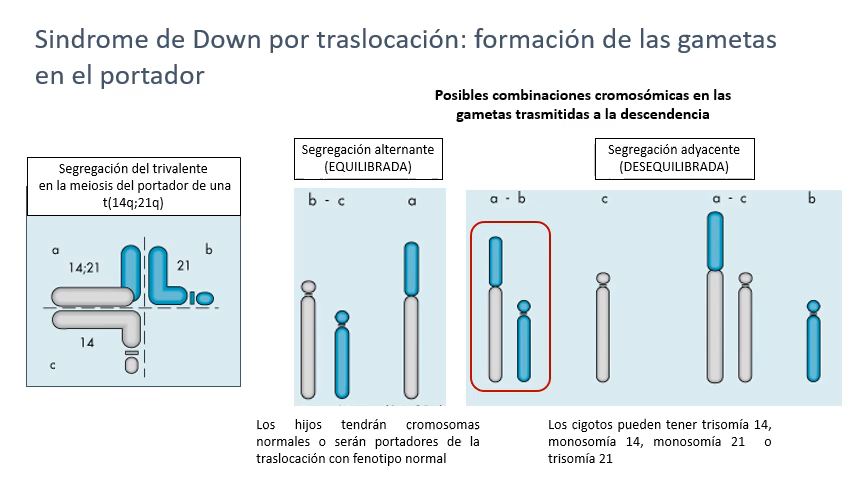 Sindrome de Down por traslocación: formación de las gametas
en el portador
Posibles combinaciones cromosómicas en las
gametas trasmitidas a la descendencia
Segregación del trivalente
en la meiosis del portador de una
t(14q;21q)
Segregación alternante
(EQUILIBRADA)
Segregación adyacente
(DESEQUILIBRADA)
a
b
14;21
21
14
c
b - c
a
a - b
c
a - c
b
Los hijos tendrán cromosomas
normales o serán portadores de la
traslocación con fenotipo normal
Los cigotos pueden tener trisomía 14,
monosomía 14, monosomía 21 o
trisomía 21